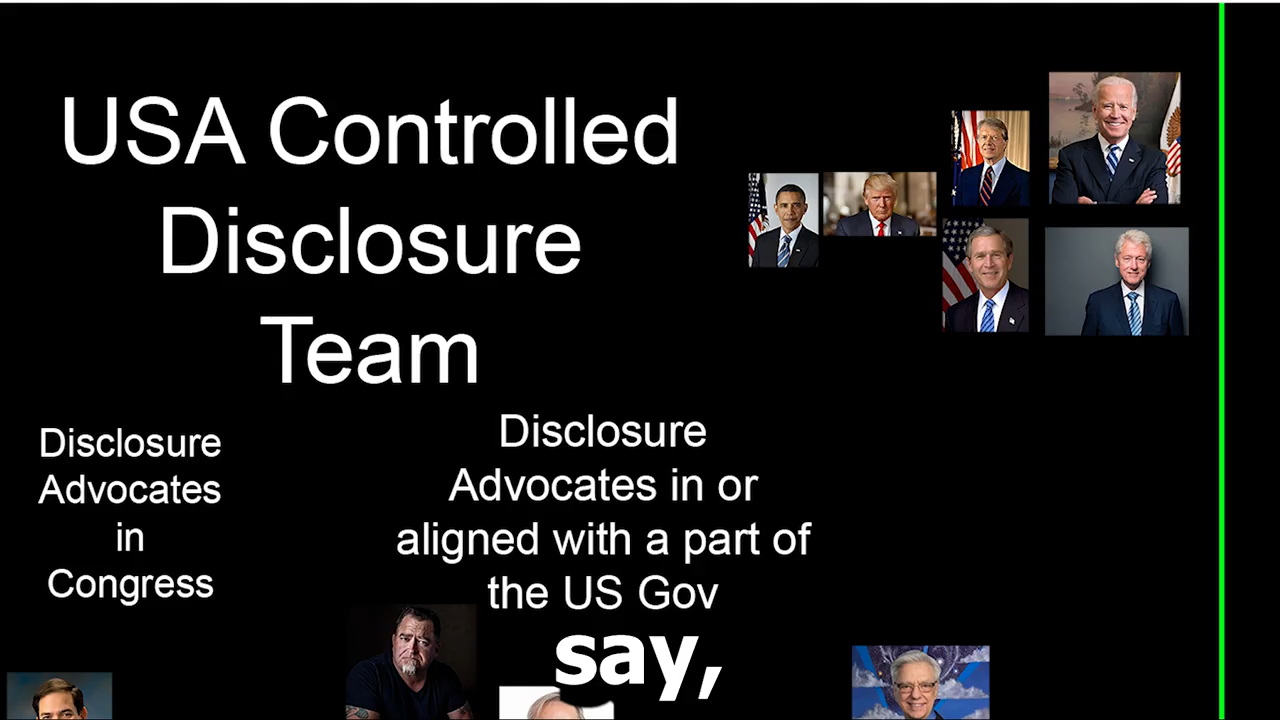 USA Controlled
Disclosure
Team
Disclosure
Advocates
in
Congress
Disclosure
Advocates in or
aligned with a part of
the US Gov
say,